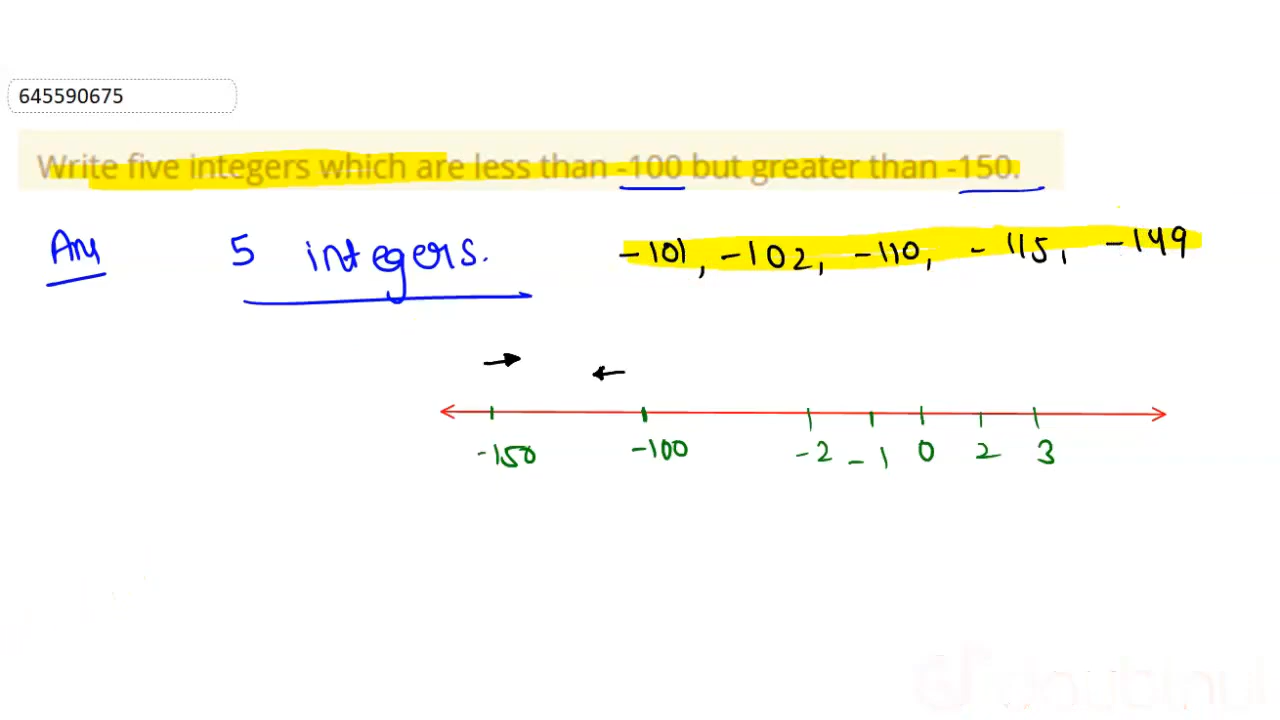 645590675
Write five integers which are less than -100 but greater than -150.
Ans 5 integers. -101, -102, -110, -115, -149
-150 -100 -2 -1 0 2 3